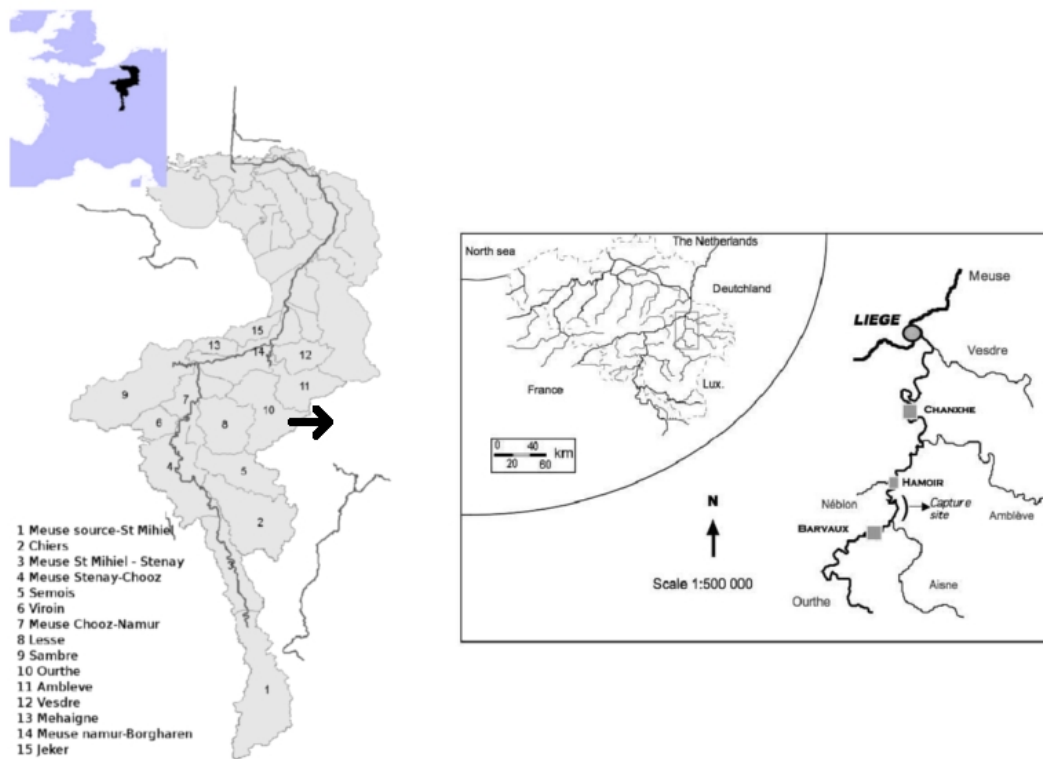 15
13
14
12
11
9
7
10
8
6
4
5
2
3
1
1 Meuse source-St Mihiel
2 Chiers
3 Meuse St Mihiel - Stenay
4 Meuse Stenay-Chooz
5 Semois
6 Viroin
7 Meuse Chooz-Namur
8 Lesse
9 Sambre
10 Ourthe
11 Ambleve
12 Vesdre
13 Mehaigne
14 Meuse namur-Borgharen
15 Jeker
North sea
The Netherlands
Deutchland
France
Lux.
0 40
km
20 60
N
Scale 1:500 000
Meuse
LIEGE
Vesdre
CHANXHE
HAMOIR
Néblon
Capture
site
Amblève
BARVAUX
Aisne
Ourthe